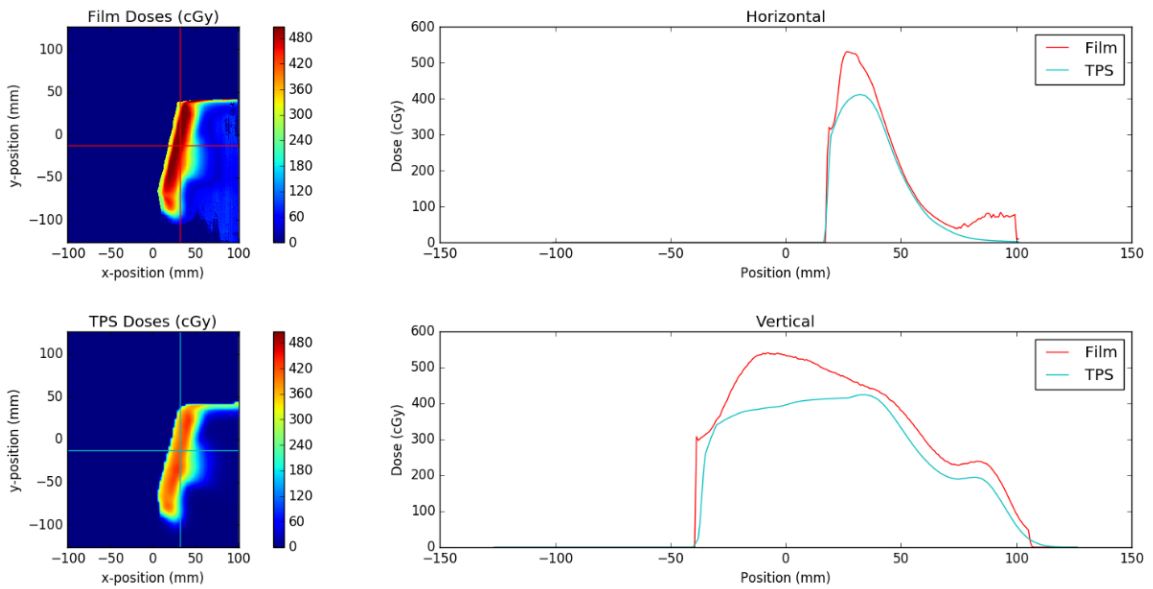 Film Doses (cGy)
100
50
0
−50
−100
y-position (mm)
−100 −50 0 50 100
x-position (mm)
480
420
360
300
240
180
120
60
0
Horizontal
600
500
400
300
200
100
0
Dose (cGy)
−150 −100 −50 0 50 100 150
Position (mm)
Film
TPS
TPS Doses (cGy)
100
50
0
−50
−100
y-position (mm)
−100 −50 0 50 100
x-position (mm)
480
420
360
300
240
180
120
60
0
Vertical
600
500
400
300
200
100
0
Dose (cGy)
−150 −100 −50 0 50 100 150
Position (mm)
Film
TPS